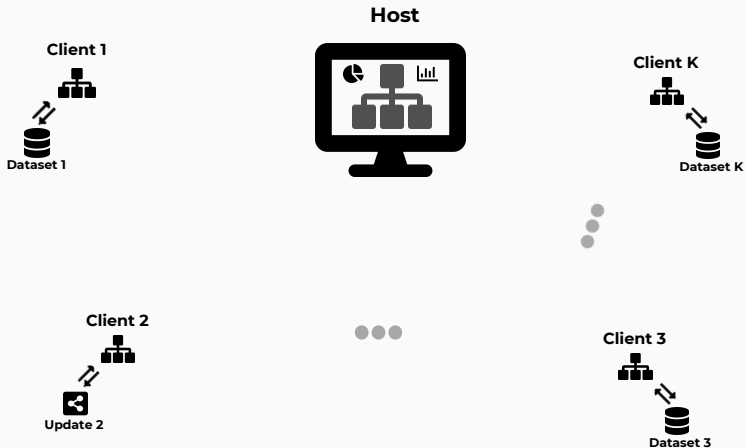 Host
Client 1
Dataset 1
Client K
Dataset K
Client 2
Update 2
Client 3
Dataset 3